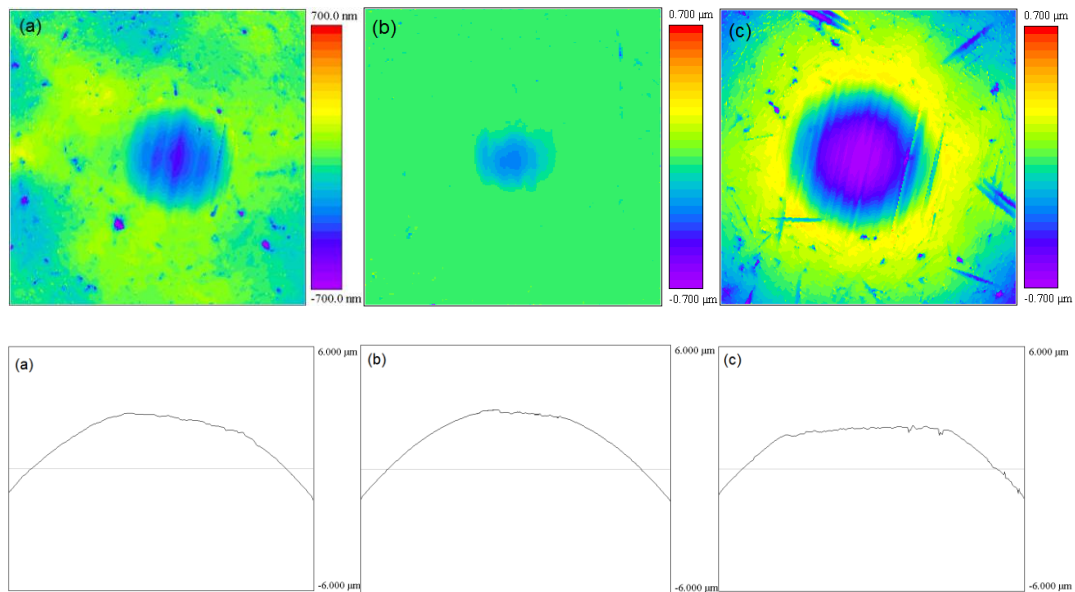 (a)
700.0 nm
-700.0 nm
(b)
0.700 µm
-0.700 µm
(c)
0.700 µm
-0.700 µm
(a)
6.000 µm
-6.000 µm
(b)
6.000 µm
-6.000 µm
(c)
6.000 µm
-6.000 µm